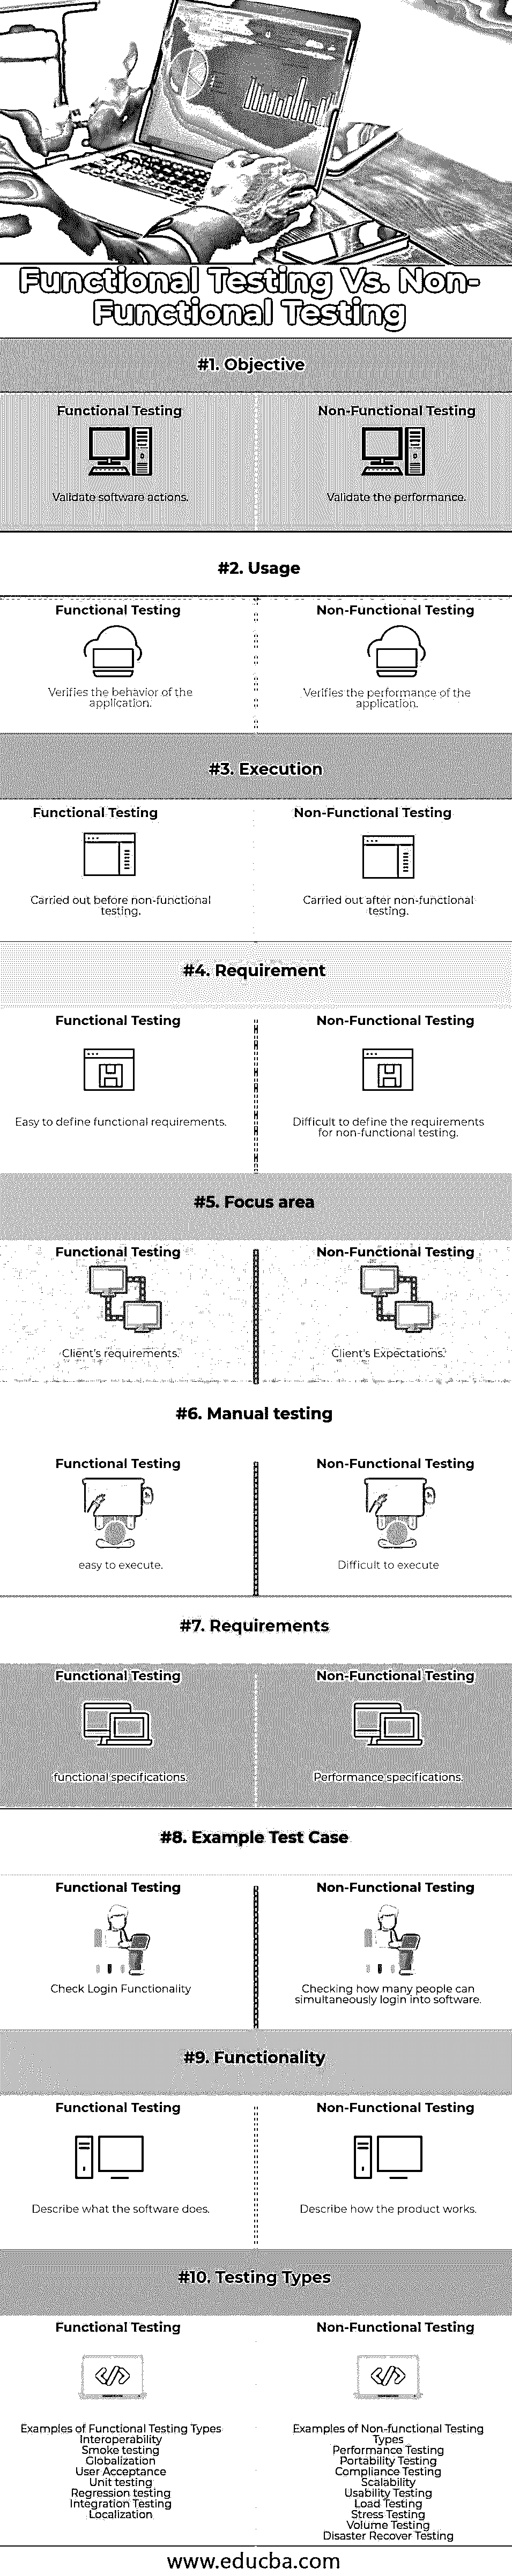 Functional Testing Vs. Non-
Functional Testing
#1. Objective
Functional Testing
Validate software actions.
Non-Functional Testing
Validate the performance.
#2. Usage
Functional Testing
Verifies the behavior of the
application.
Non-Functional Testing
Verifies the performance of the
application.
#3. Execution
Functional Testing
Carried out before non-functional
testing.
Non-Functional Testing
Carried out after non-functional
testing.
#4. Requirement
Functional Testing
Easy to define functional requirements.
Non-Functional Testing
Difficult to define the requirements
for non-functional testing.
#5. Focus area
Functional Testing
Client's requirements.
Non-Functional Testing
Client's Expectations.
#6. Manual testing
Functional Testing
easy to execute.
Non-Functional Testing
Difficult to execute
#7. Requirements
Functional Testing
functional specifications.
Non-Functional Testing
Performance specifications.
#8. Example Test Case
Functional Testing
Check Login Functionality
Non-Functional Testing
Checking how many people can
simultaneously login into software.
#9. Functionality
Functional Testing
Describe what the software does.
Non-Functional Testing
Describe how the product works.
#10. Testing Types
Functional Testing
Examples of Functional Testing Types
Interoperability
Smoke testing
Globalization
User Acceptance
Unit testing
Regression testing
Integration Testing
Localization
Non-Functional Testing
Examples of Non-functional Testing
Types
Performance Testing
Portability Testing
Compliance Testing
Scalability
Usability Testing
Load Testing
Stress Testing
Volume Testing
Disaster Recover Testing
www.educba.com